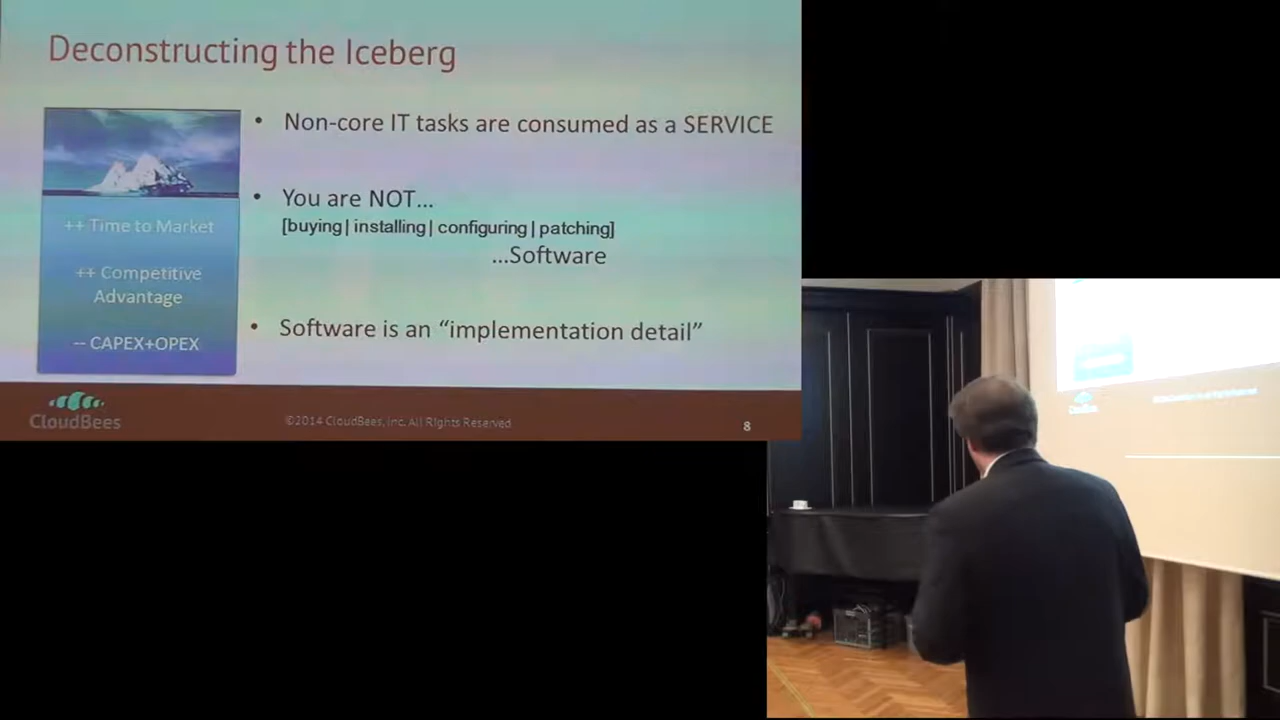 Deconstructing the Iceberg
++ Time to Market
++ Competitive
Advantage
-- CAPEX+OPEX
• Non-core IT tasks are consumed as a SERVICE
• You are NOT...
[buying| installing| configuring| patching]
...Software
• Software is an “implementation detail”
CloudBees
©2014 CloudBees, Inc. All Rights Reserved
8
CloudBees